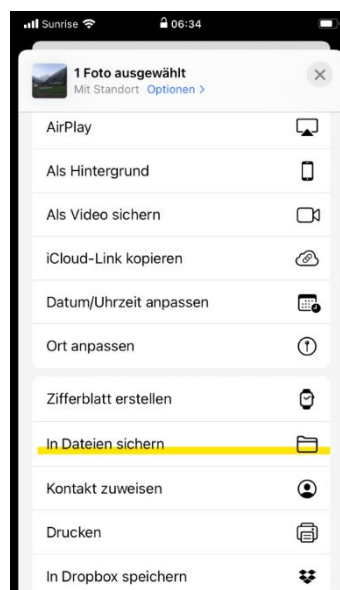 Sunrise 06:34
1 Foto ausgewählt
Mit Standort Optionen >
AirPlay
Als Hintergrund
Als Video sichern
iCloud-Link kopieren
Datum/Uhrzeit anpassen
Ort anpassen
Zifferblatt erstellen
In Dateien sichern
Kontakt zuweisen
Drucken
In Dropbox speichern